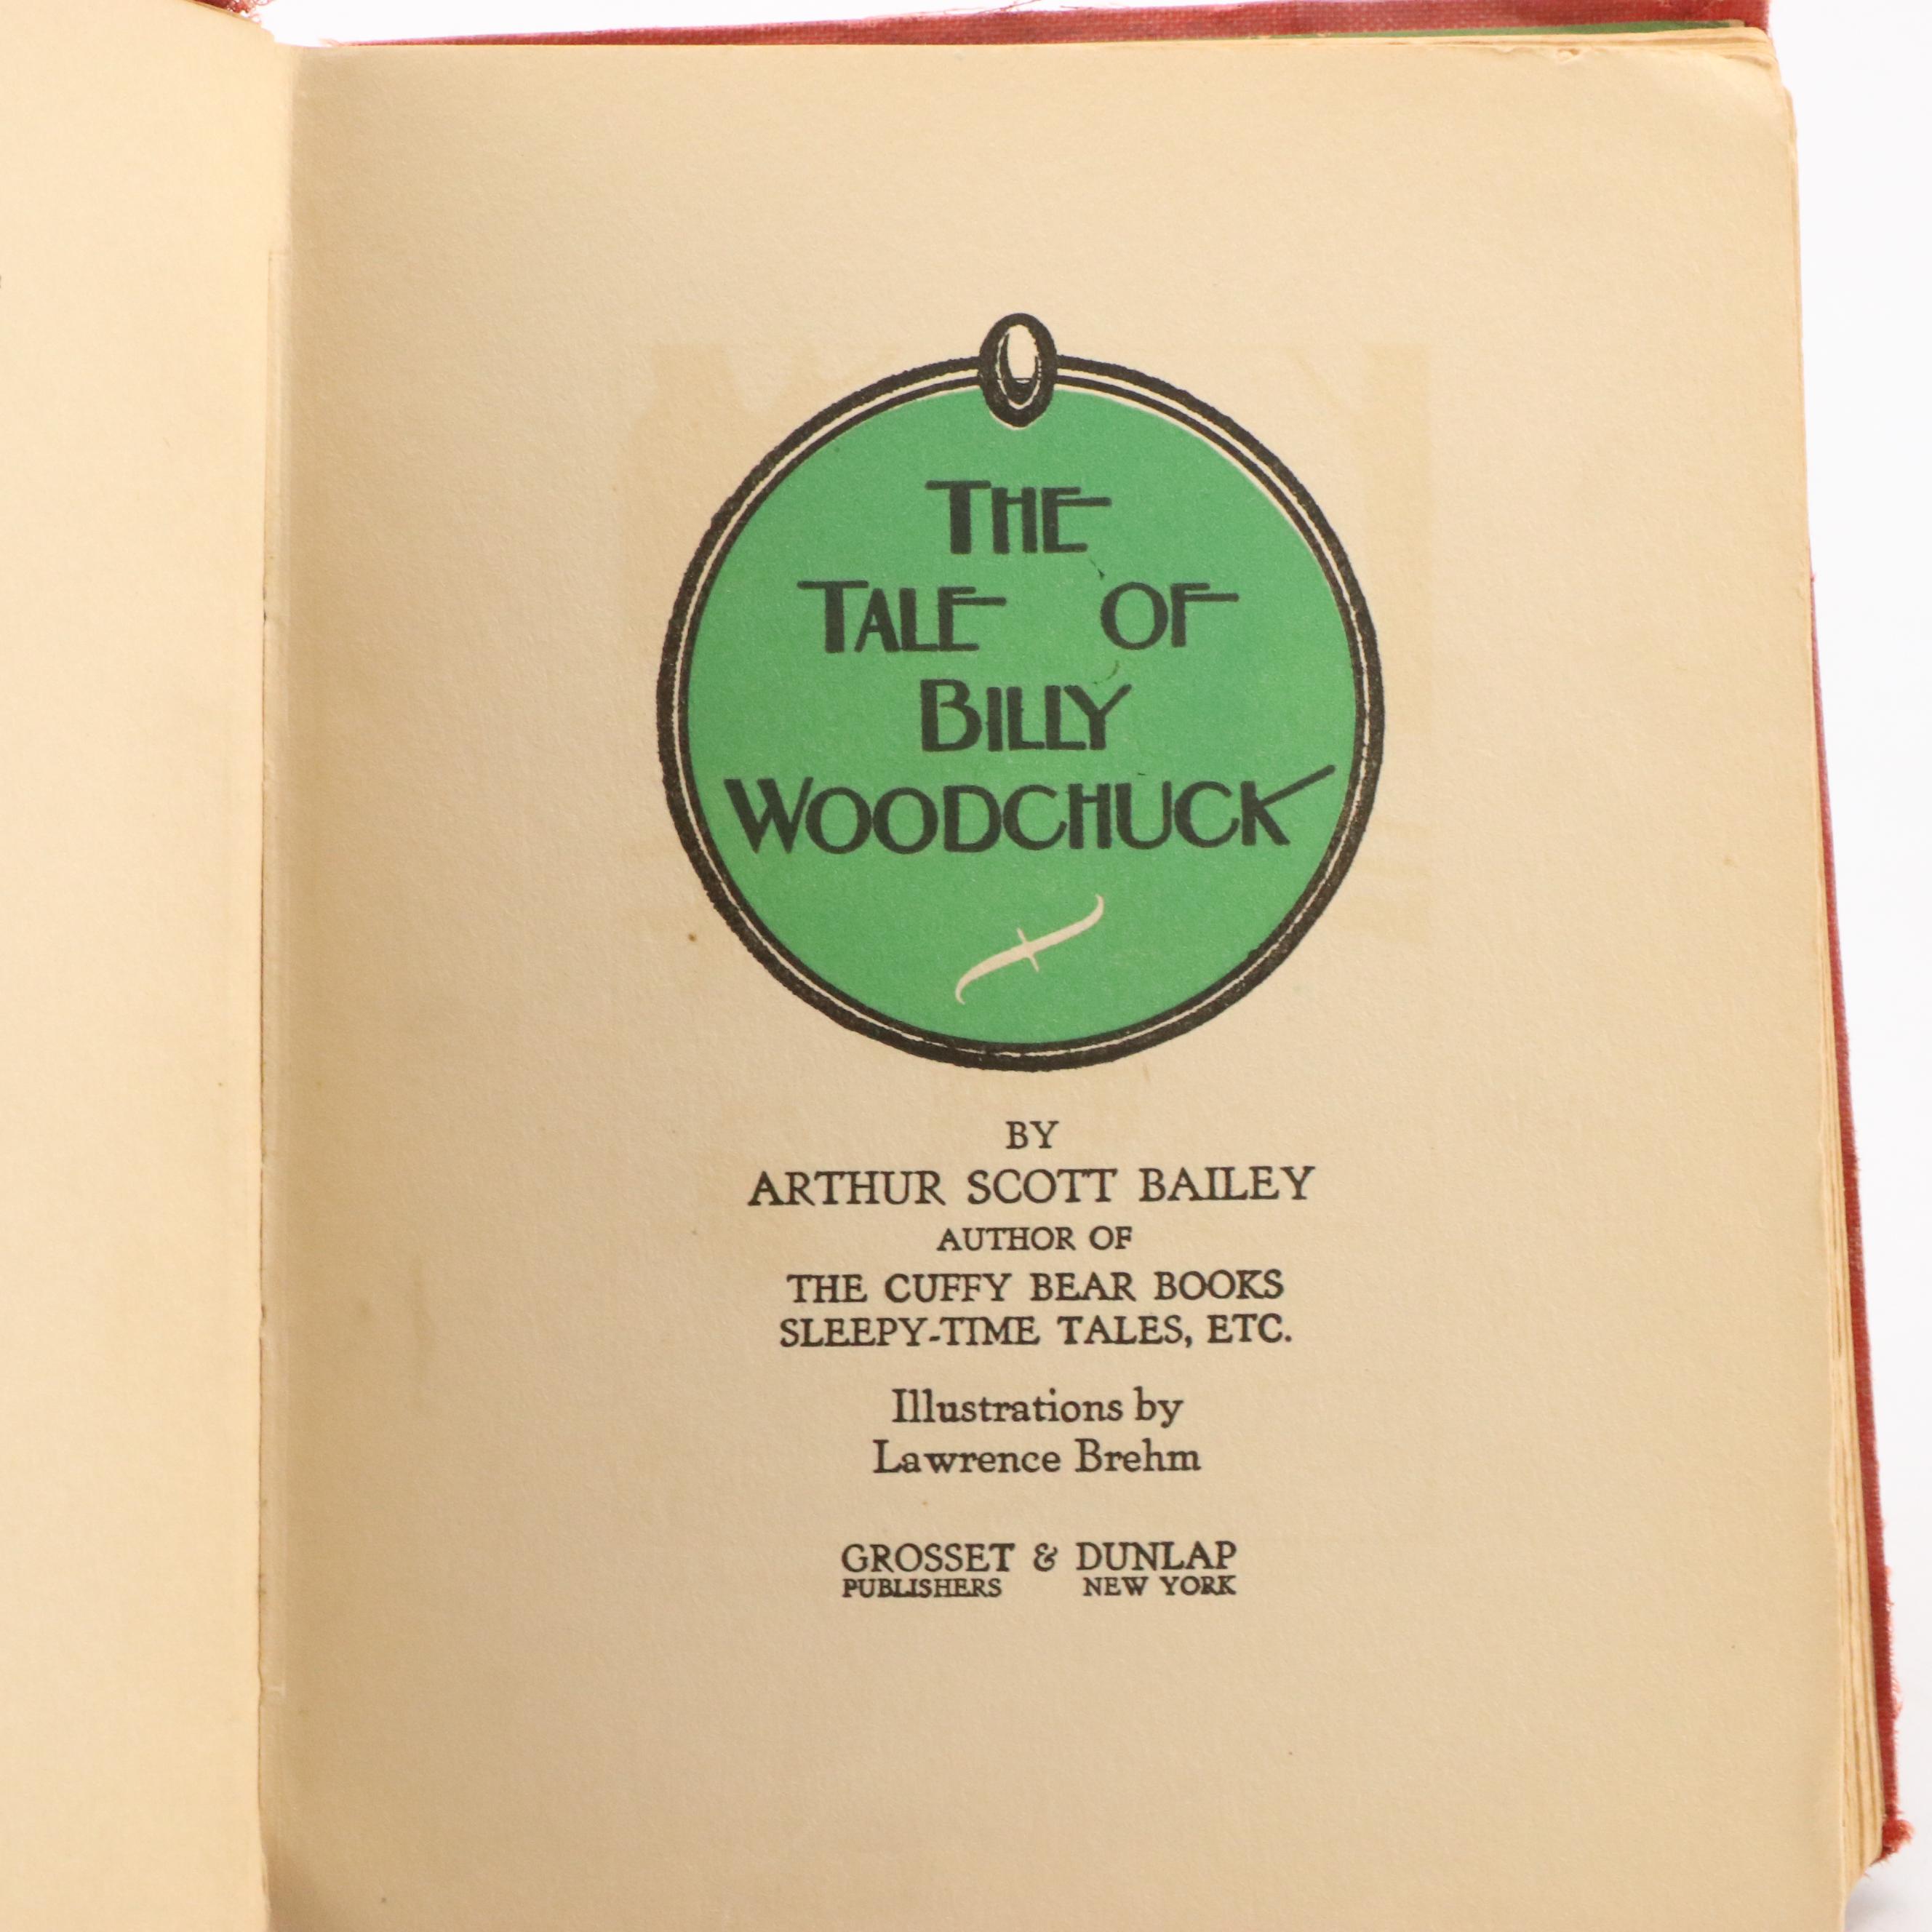 THE
TALE OF
BILLY
WOODCHUCK
BY
ARTHUR SCOTT BAILEY
AUTHOR OF
THE CUFFY BEAR BOOKS
SLEEPY-TIME TALES, ETC.
Illustrations by
Lawrence Brehm
GROSSET & DUNLAP
PUBLISHERS NEW YORK